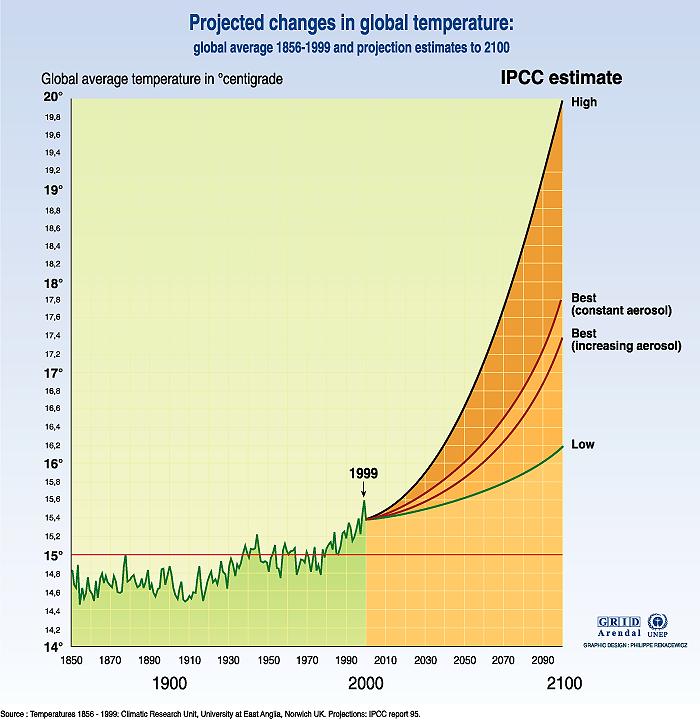 Projected changes in global temperature:
global average 1856-1999 and projection estimates to 2100
Global average temperature in °centigrade
IPCC estimate
20°
19,8
19,6
19,4
19,2
19°
18,8
18,6
18,4
18,2
18°
17,8
17,6
17,4
17,2
17°
16,8
16,6
16,4
16,2
16°
15,8
15,6
15,4
15,2
15°
14,8
14,6
14,4
14,2
14°
High
Best
(constant aerosol)
Best
(increasing aerosol)
Low
1999
1850 1870 1890 1910 1930 1950 1970 1990 2010 2030 2050 2070 2090
1900 2000 2100
GRID
Arendal UNEP
GRAPHIC DESIGN : PHILIPPE REKACEWICZ
Source : Temperatures 1856 - 1999: Climatic Research Unit, University at East Anglia, Norwich UK. Projections: IPCC report 95.